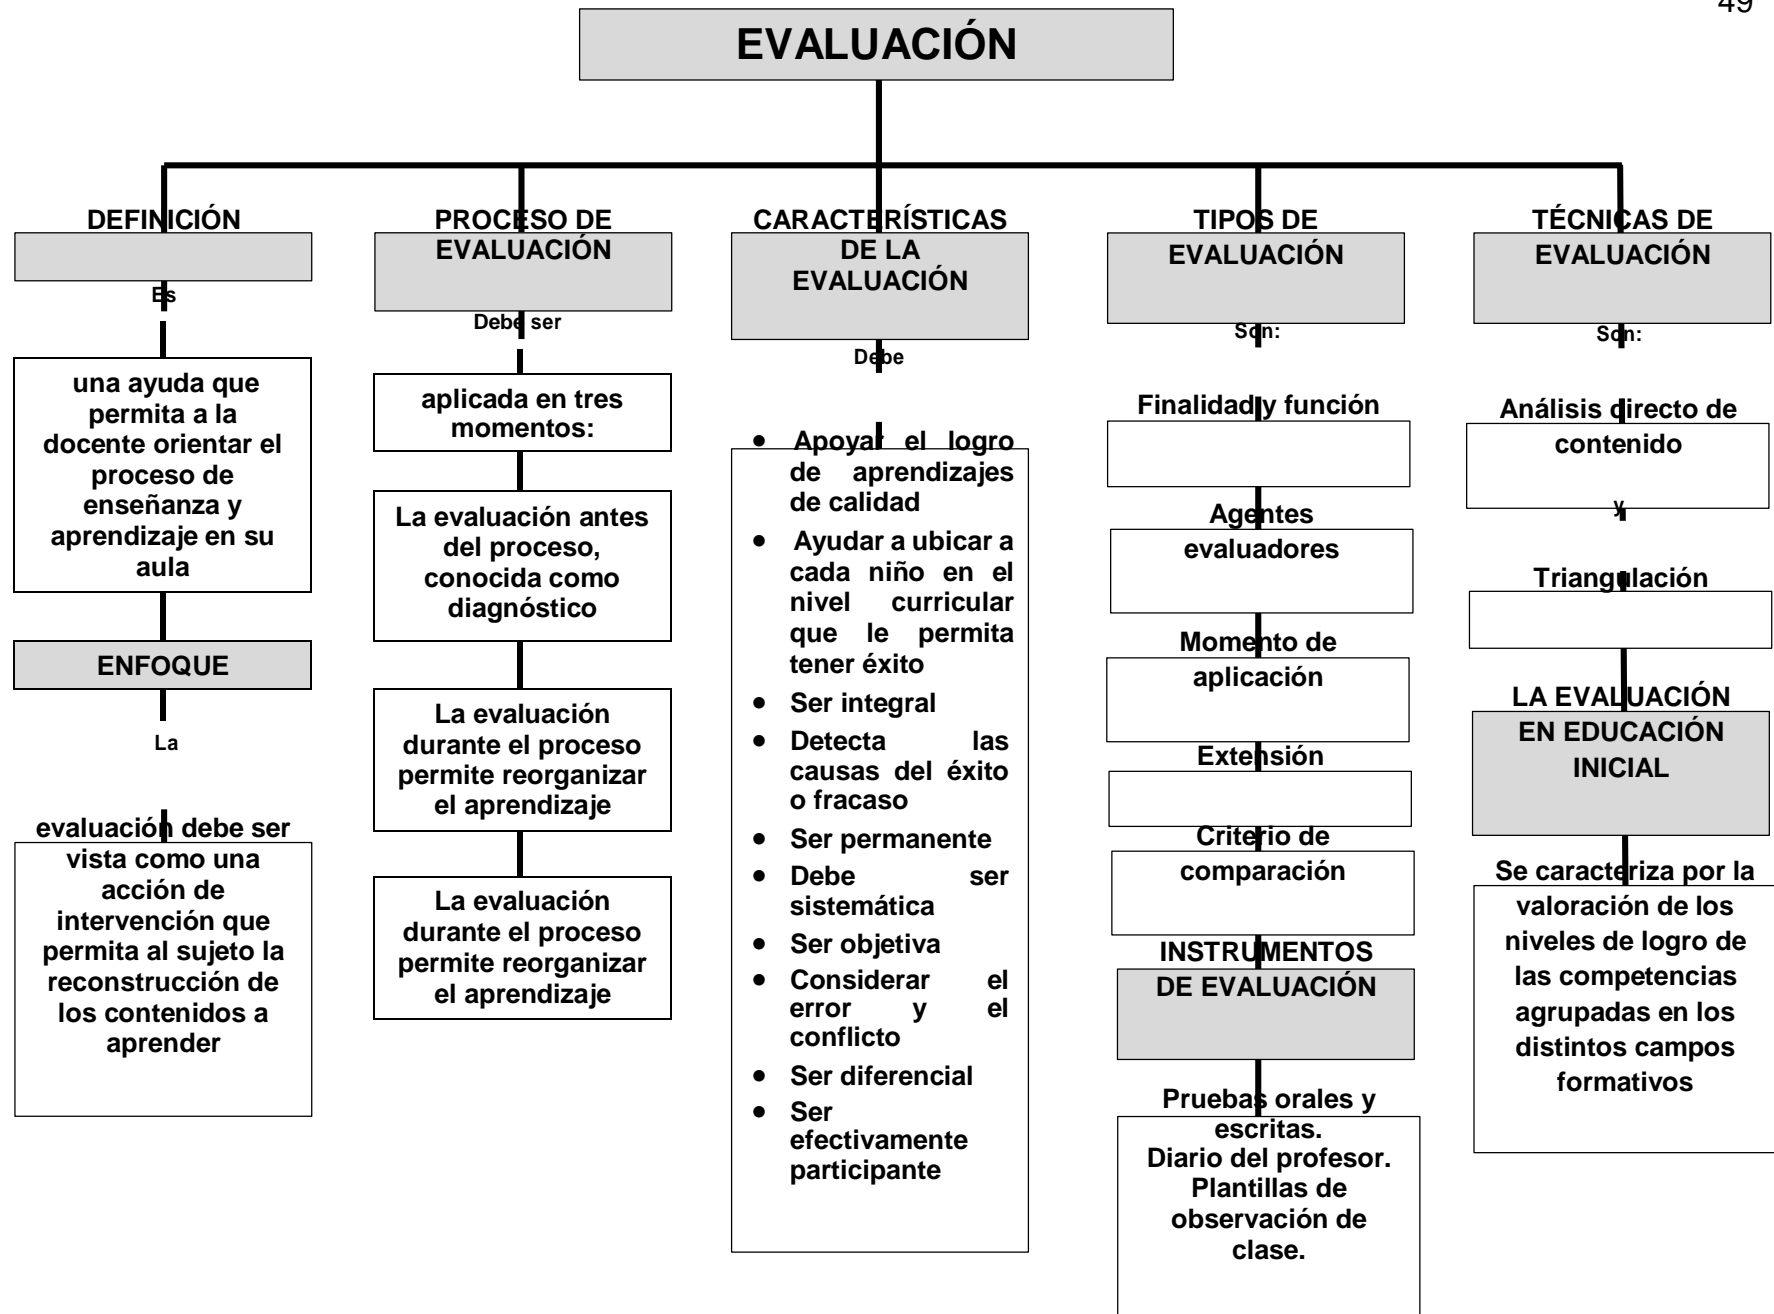 49
EVALUACIÓN
DEFINICIÓN
Es
una ayuda que
permita a la
docente orientar el
proceso de
enseñanza y
aprendizaje en su
aula
ENFOQUE
La
evaluación debe ser
vista como una
acción de
intervención que
permita al sujeto la
reconstrucción de
los contenidos a
aprender
PROCESO DE
EVALUACIÓN
Debe ser
aplicada en tres
momentos:
La evaluación antes
del proceso,
conocida como
diagnóstico
La evaluación
durante el proceso
permite reorganizar
el aprendizaje
La evaluación
durante el proceso
permite reorganizar
el aprendizaje
CARACTERÍSTICAS
DE LA
EVALUACIÓN
Debe
• Apoyar el logro
de aprendizajes
de calidad
• Ayudar a ubicar a
cada niño en el
nivel curricular
que le permita
tener éxito
• Ser integral
• Detecta las
causas del éxito
o fracaso
• Ser permanente
• Debe ser
sistemática
• Ser objetiva
• Considerar el
error y el
conflicto
• Ser diferencial
• Ser
efectivamente
participante
TIPOS DE
EVALUACIÓN
Son:
Finalidad y función
Agentes
evaluadores
Momento de
aplicación
Extensión
Criterio de
comparación
INSTRUMENTOS
DE EVALUACIÓN
Pruebas orales y
escritas.
Diario del profesor.
Plantillas de
observación de
clase.
TÉCNICAS DE
EVALUACIÓN
Son:
Análisis directo de
contenido
y
Triangulación
LA EVALUACIÓN
EN EDUCACIÓN
INICIAL
Se caracteriza por la
valoración de los
niveles de logro de
las competencias
agrupadas en los
distintos campos
formativos